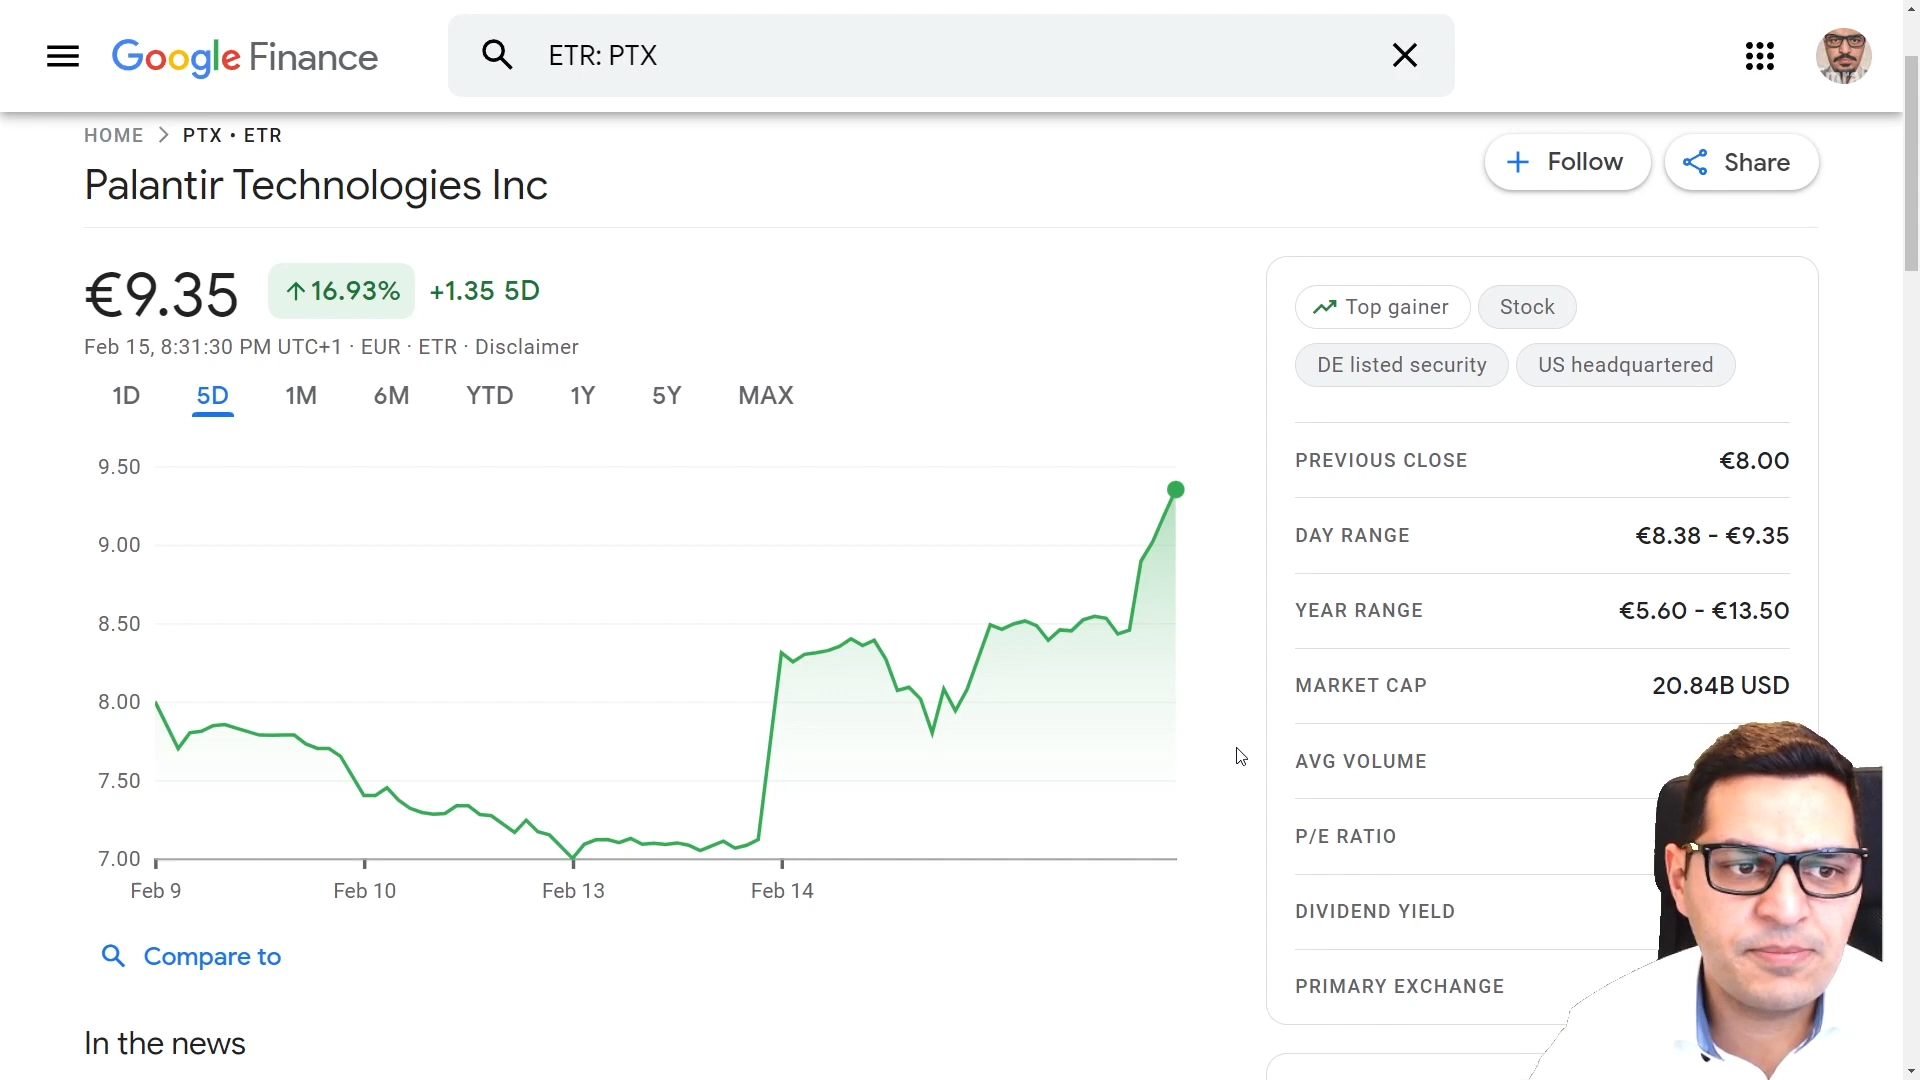 Google Finance
ETR: PTX
HOME > PTX • ETR
Palantir Technologies Inc
Follow
Share
€9.35
↑16.93%
+1.35 5D
Feb 15, 8:31:30 PM UTC+1 · EUR · ETR · Disclaimer
1D 5D 1M 6M YTD 1Y 5Y MAX
9.50
9.00
8.50
8.00
7.50
7.00
Feb 9 Feb 10 Feb 13 Feb 14
Compare to
In the news
Top gainer
Stock
DE listed security
US headquartered
PREVIOUS CLOSE €8.00
DAY RANGE €8.38 - €9.35
YEAR RANGE €5.60 - €13.50
MARKET CAP 20.84B USD
AVG VOLUME
P/E RATIO
DIVIDEND YIELD
PRIMARY EXCHANGE